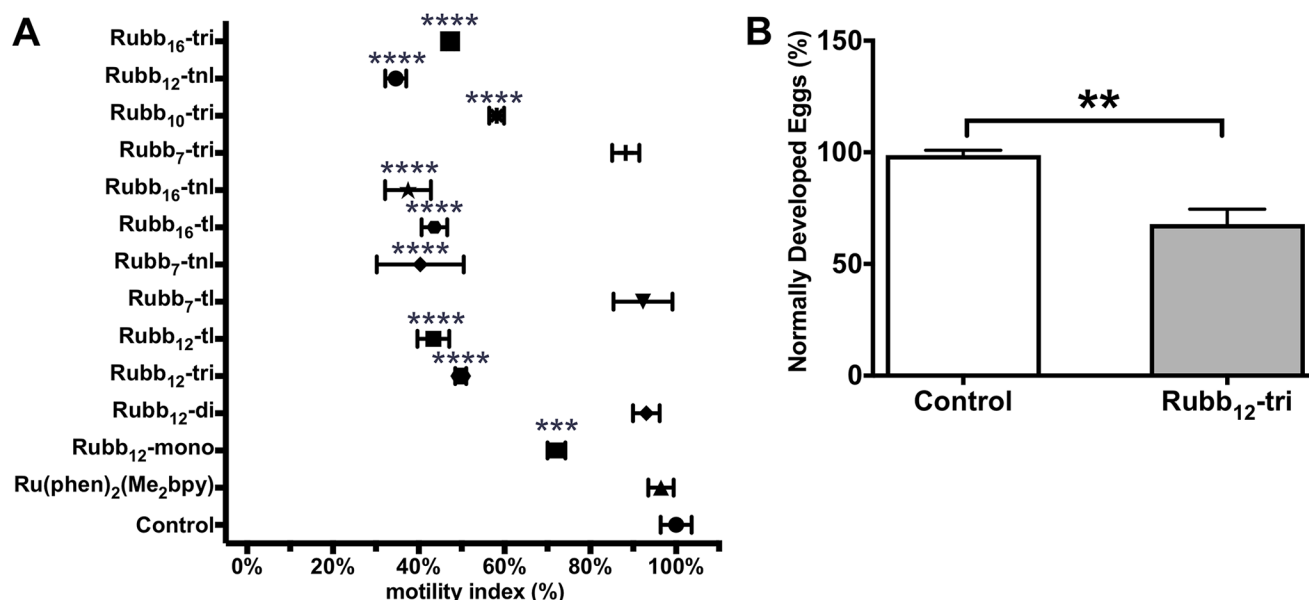 A
Rubb16-tri ****
Rubb12-tnl ****
Rubb10-tri ****
Rubb7-tri
Rubb16-tnl ****
Rubb16-tl ****
Rubb7-tnl ****
Rubb7-tl
Rubb12-tl ****
Rubb12-tri ****
Rubb12-di
Rubb12-mono ***
Ru(phen)2(Me2bpy)
Control
0% 20% 40% 60% 80% 100%
motility index (%)
B
Normally Developed Eggs (%)
150
100
50
0
**
Control Rubb12-tri